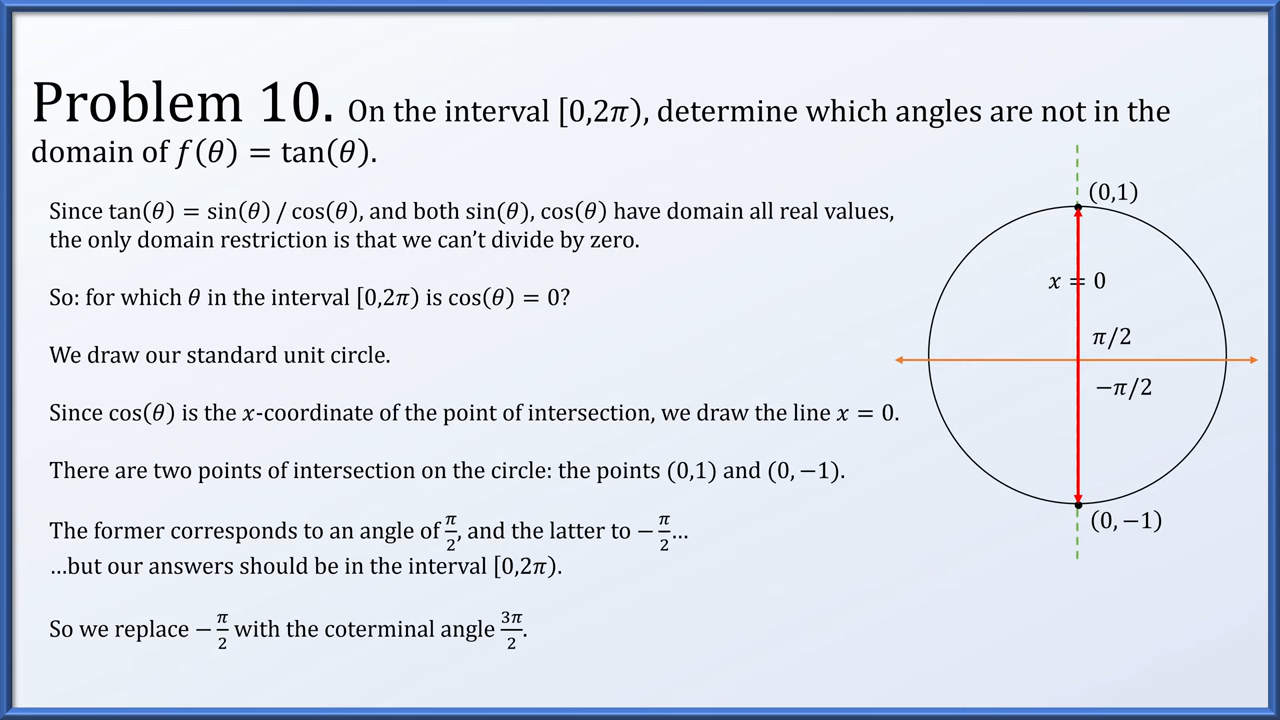 Problem 10. On the interval [0,2𝜋), determine which angles are not in the
domain of 𝑓(𝜃) = tan(𝜃).
Since tan(𝜃) = sin(𝜃) / cos(𝜃), and both sin(𝜃), cos(𝜃) have domain all real values,
the only domain restriction is that we can’t divide by zero.
So: for which 𝜃 in the interval [0,2𝜋) is cos(𝜃) = 0?
We draw our standard unit circle.
Since cos(𝜃) is the 𝑥-coordinate of the point of intersection, we draw the line 𝑥 = 0.
There are two points of intersection on the circle: the points (0,1) and (0, −1).
The former corresponds to an angle of 𝜋/2, and the latter to −𝜋/2…
…but our answers should be in the interval [0,2𝜋).
So we replace −𝜋/2 with the coterminal angle 3𝜋/2.
(0,1)
𝑥 = 0
𝜋/2
−𝜋/2
(0, −1)